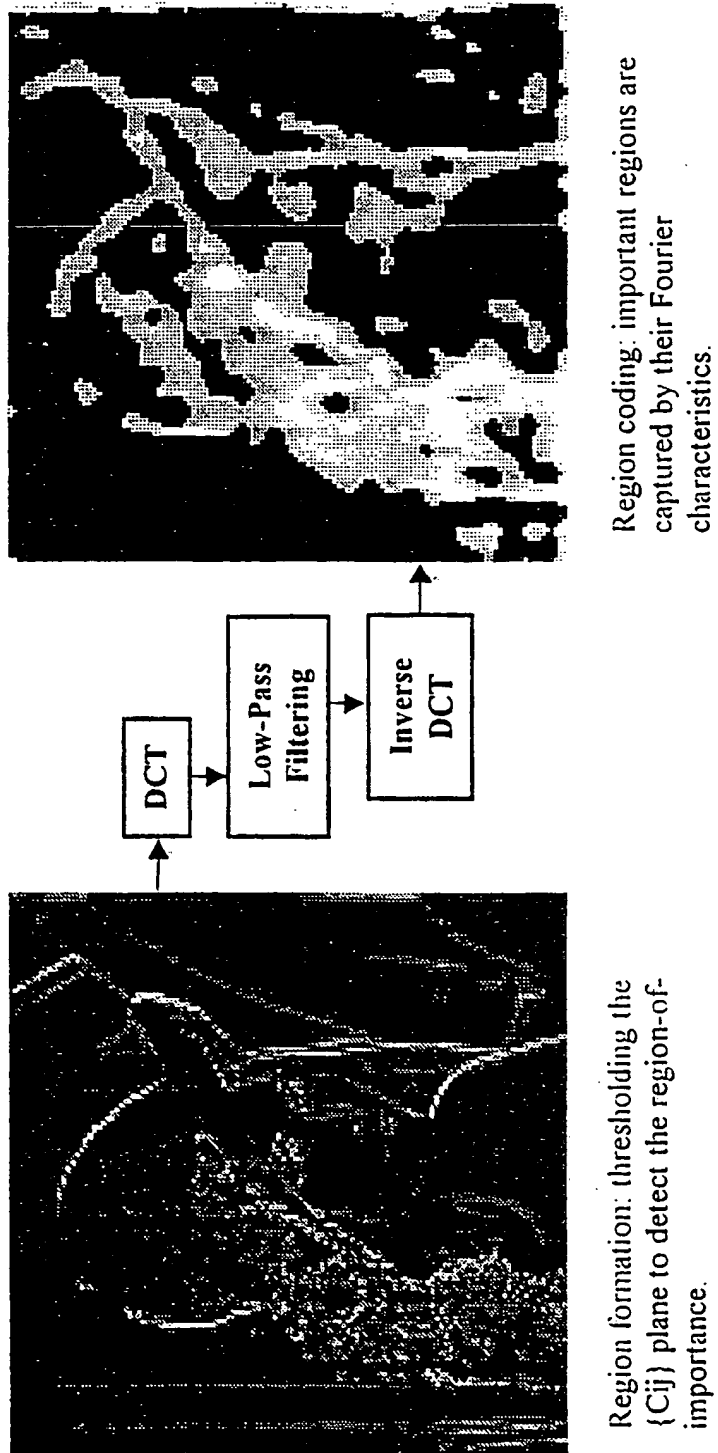 Region formation: thresholding the
{Cij} plane to detect the region-of-
importance.
DCT
Low-Pass
Filtering
Inverse
DCT
Region coding: important regions are
captured by their Fourier
characteristics.